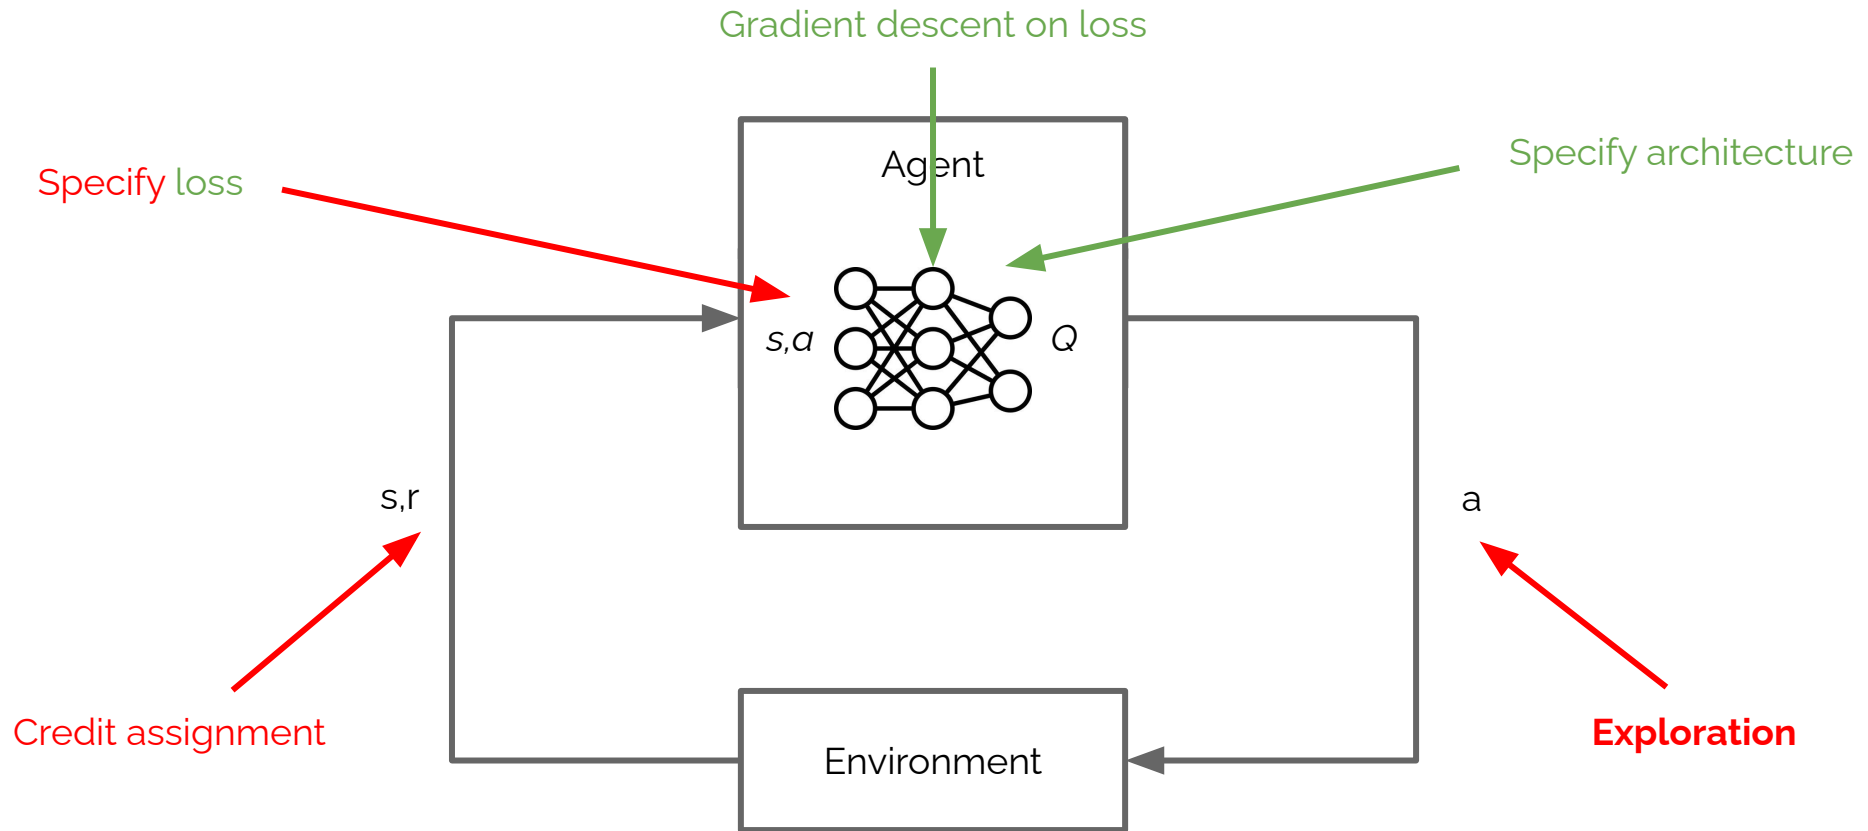 Gradient descent on loss
Specify architecture
Agent
Specify loss
s,a
Q
s,r
a
Credit assignment
Exploration
Environment